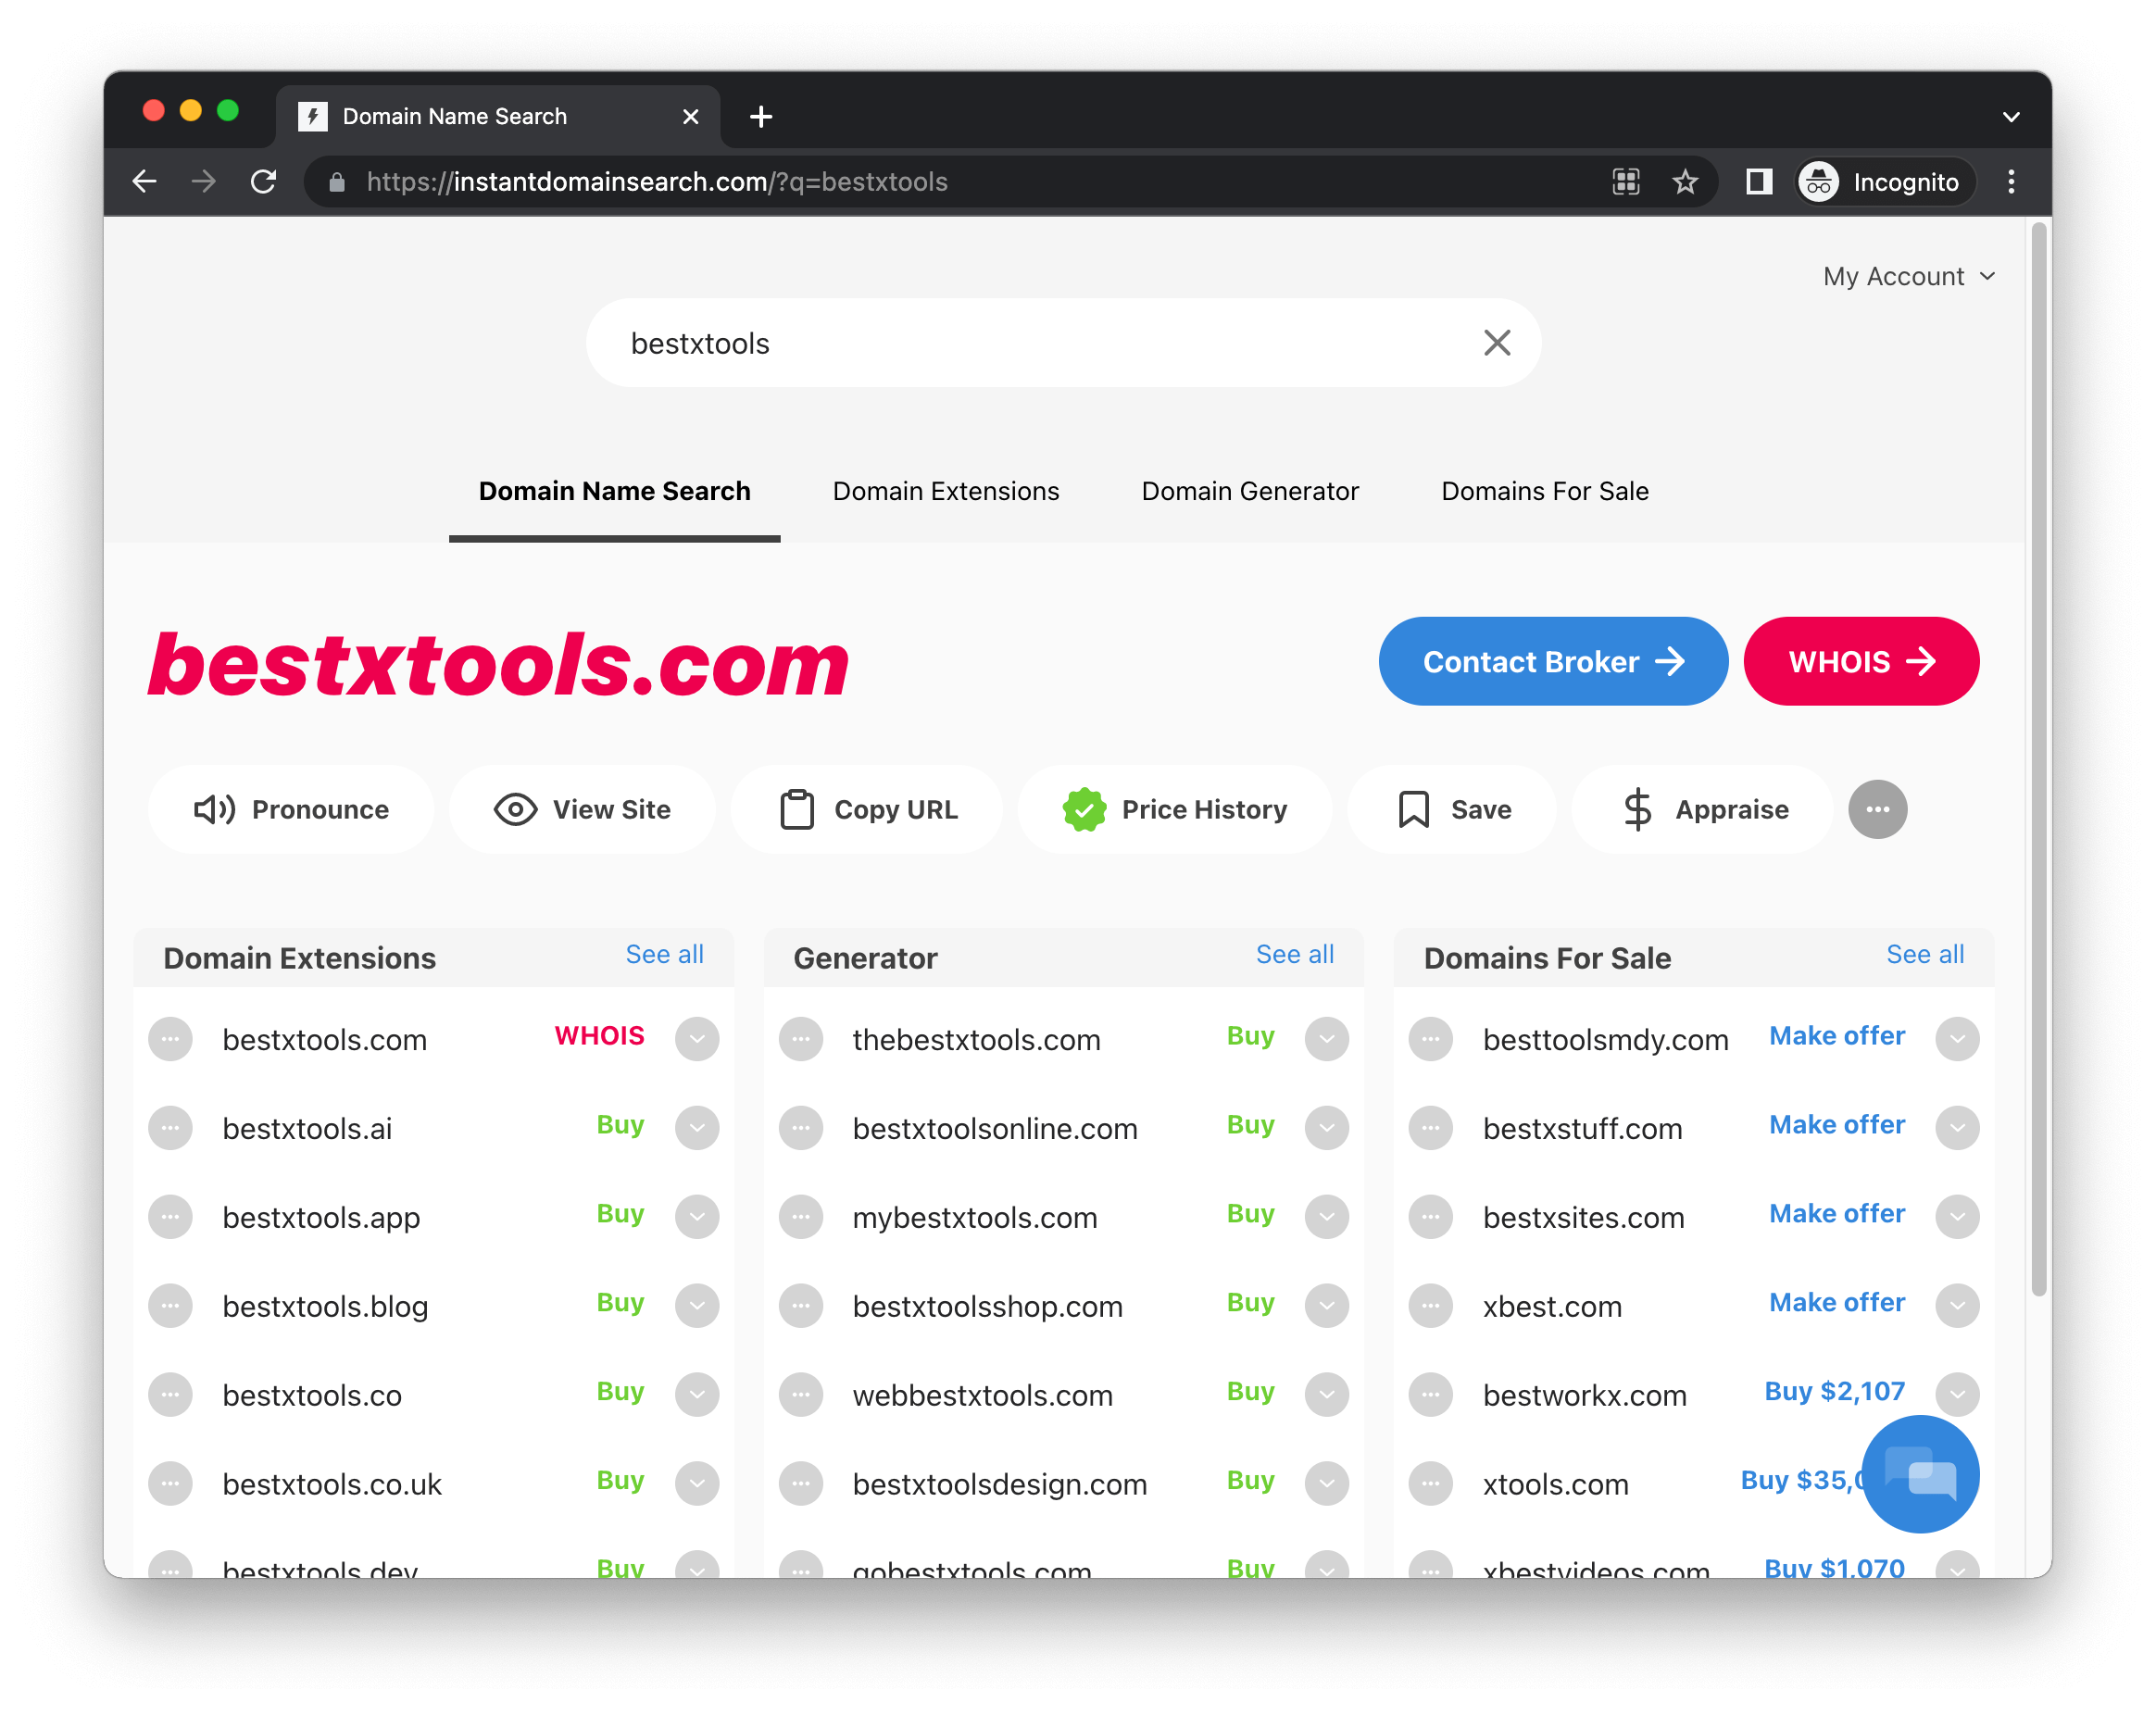 Domain Name Search
https://instantdomainsearch.com/?q=bestxtools
Incognito
My Account
bestxtools
Domain Name Search
Domain Extensions
Domain Generator
Domains For Sale
bestxtools.com
Contact Broker
WHOIS
Pronounce
View Site
Copy URL
Price History
Save
Appraise
Domain Extensions
See all
bestxtools.com WHOIS
bestxtools.ai Buy
bestxtools.app Buy
bestxtools.blog Buy
bestxtools.co Buy
bestxtools.co.uk Buy
bestxtools.dev Buy
Generator
See all
thebestxtools.com Buy
bestxtoolsonline.com Buy
mybestxtools.com Buy
bestxtoolsshop.com Buy
webbestxtools.com Buy
bestxtoolsdesign.com Buy
gobestxtools.com Buy
Domains For Sale
See all
besttoolsmdy.com Make offer
bestxstuff.com Make offer
bestxsites.com Make offer
xbest.com Make offer
bestworkx.com Buy $2,107
xtools.com Buy
xbestvideos.com Buy $1,070